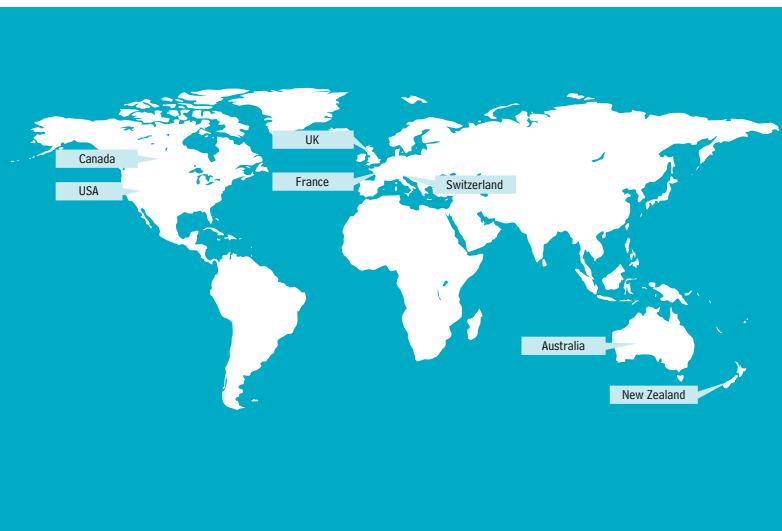 UK
Canada
France
Switzerland
USA
Australia
New Zealand